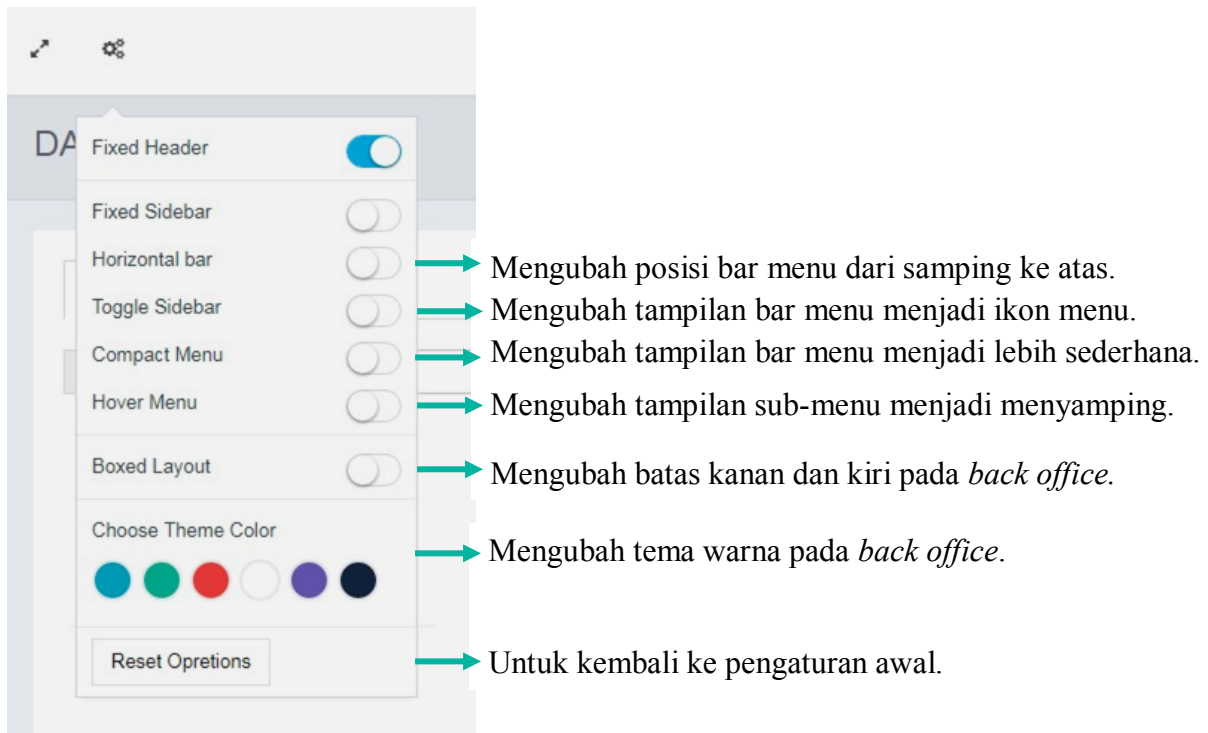 DA
Fixed Header
Fixed Sidebar
Horizontal bar
Mengubah posisi bar menu dari samping ke atas.
Toggle Sidebar
Mengubah tampilan bar menu menjadi ikon menu.
Compact Menu
Mengubah tampilan bar menu menjadi lebih sederhana.
Hover Menu
Mengubah tampilan sub-menu menjadi menyamping.
Boxed Layout
Mengubah batas kanan dan kiri pada back office.
Choose Theme Color
Mengubah tema warna pada back office.
Reset Opretions
Untuk kembali ke pengaturan awal.